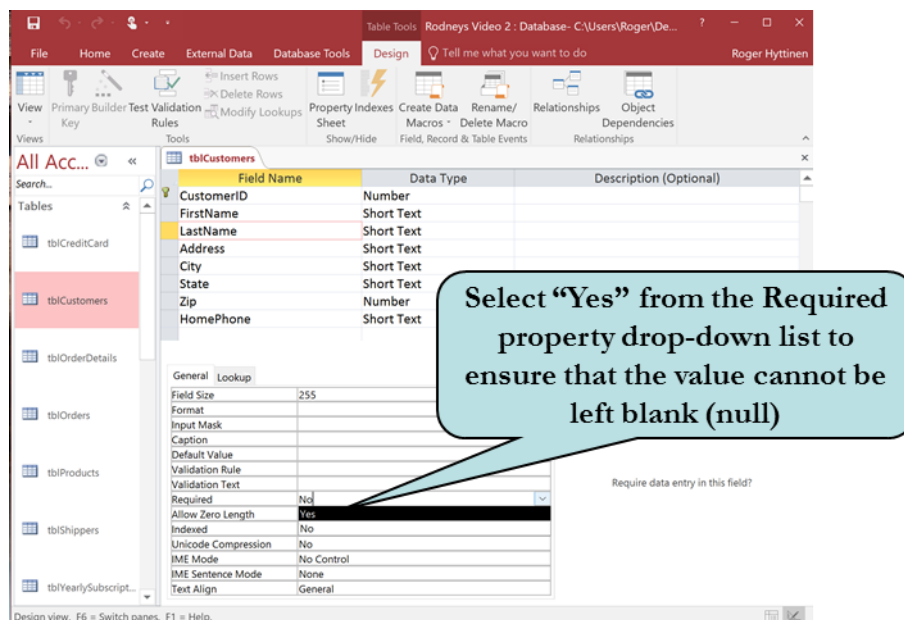 Table Tools Rodneys Video 2 : Database- C:\Users\Roger\De... ?
File Home Create External Data Database Tools Design Tell me what you want to do Roger Hyttinen
View Primary Key Builder Test Validation Rules Insert Rows Delete Rows Modify Lookups Property Sheet Indexes Create Data Macros Rename/ Delete Macro Relationships Object Dependencies
Views Tools Show/Hide Field, Record & Table Events Relationships
All Acc... «
tblCustomers
Search...
Tables
tblCreditCard
tblCustomers
tblOrderDetails
tblOrders
tblProducts
tblShippers
tblYearlySubscript...
Field Name Data Type Description (Optional)
CustomerID Number
FirstName Short Text
LastName Short Text
Address Short Text
City Short Text
State Short Text
Zip Number
HomePhone Short Text
Select “Yes” from the Required
property drop-down list to
ensure that the value cannot be
left blank (null)
General Lookup
Field Size 255
Format
Input Mask
Caption
Default Value
Validation Rule
Validation Text
Required No
Allow Zero Length Yes
Indexed No
Unicode Compression No
IME Mode No Control
IME Sentence Mode None
Text Align General
Require data entry in this field?
Design view. F6 = Switch panes. F1 = Help.